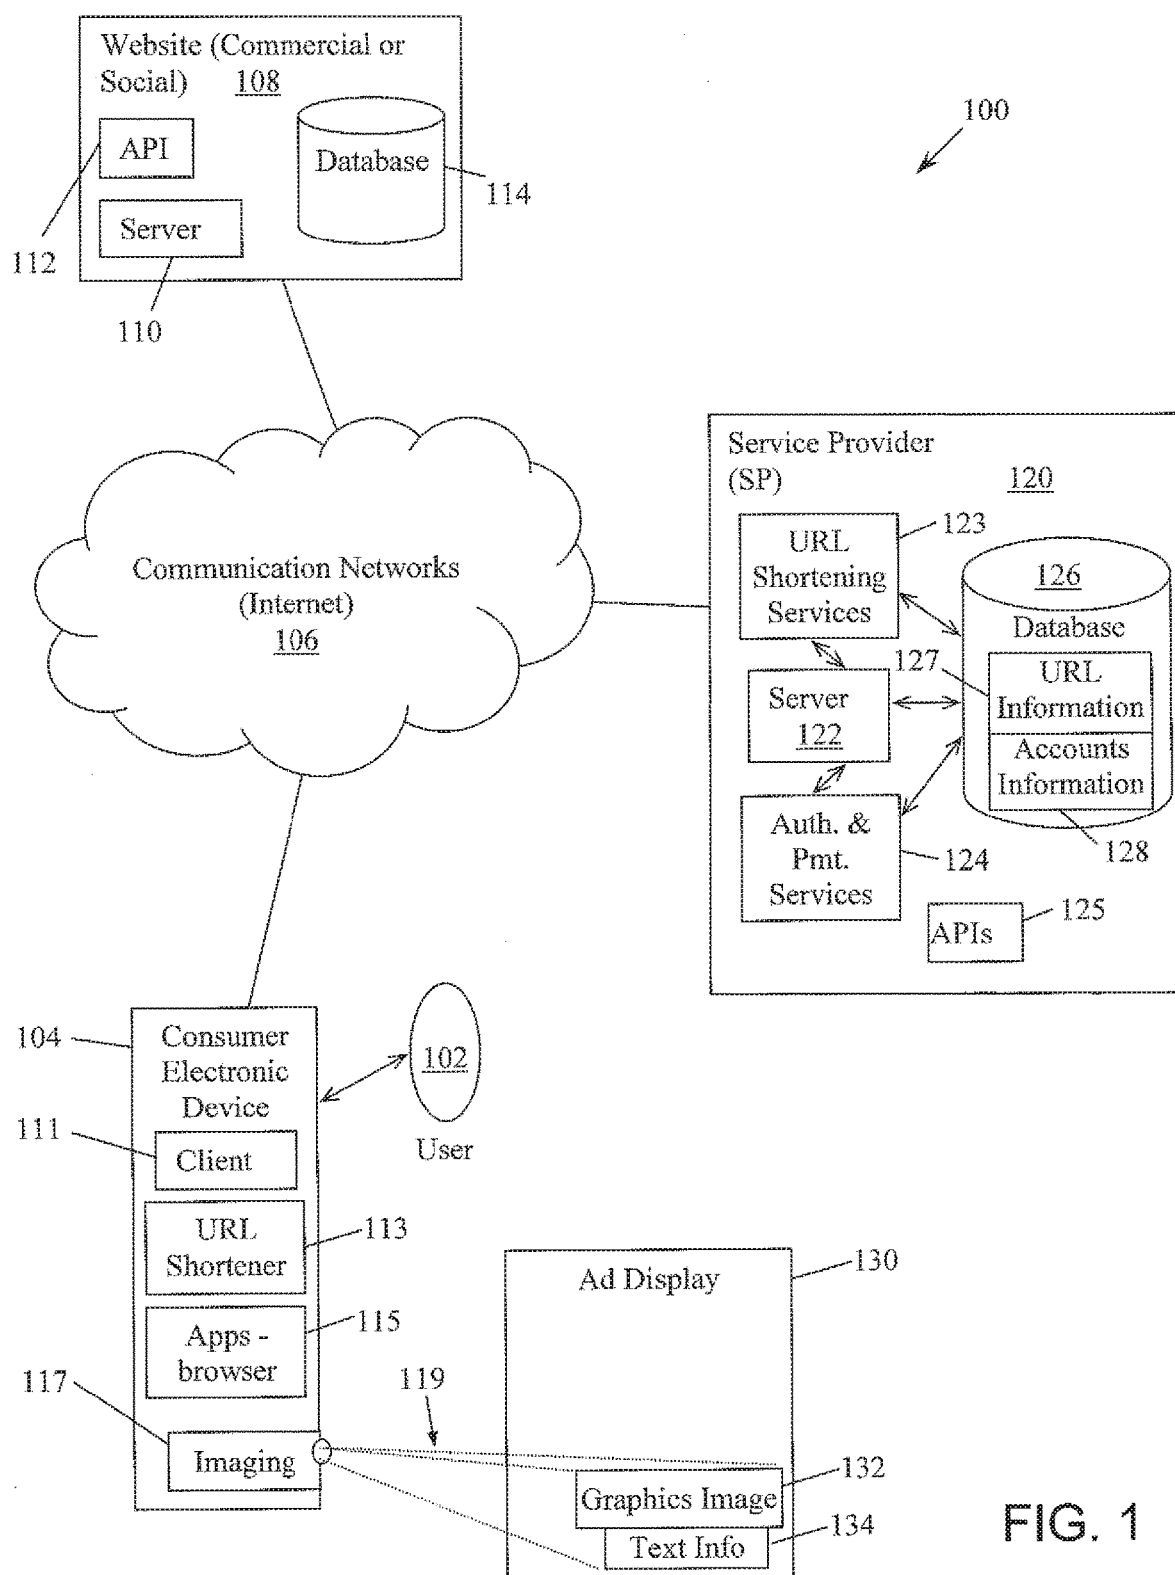 Website (Commercial or
Social) 108
API
Database
Server
112
110
114
100
Communication Networks
(Internet)
106
Service Provider
(SP) 120
URL
Shortening
Services
123
126
Database
127
URL
Information
Server
122
Accounts
Information
Auth. &
Pmt.
Services
124
128
APIs
125
104
Consumer
Electronic
Device
102
User
111
Client
URL
Shortener
113
Apps -
browser
115
117
Imaging
119
Ad Display
130
Graphics Image
132
Text Info
134
FIG. 1